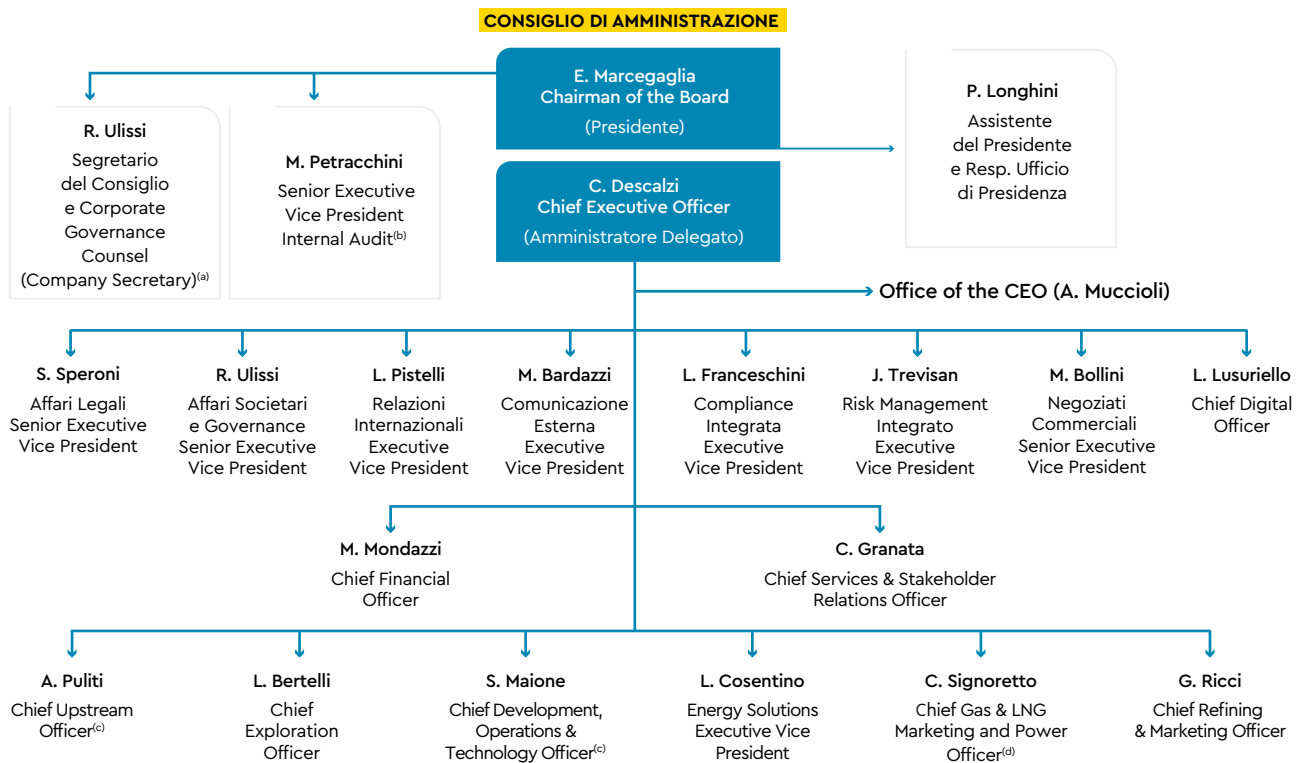 CONSIGLIO DI AMMINISTRAZIONE
E. Marcegaglia
Chairman of the Board
(Presidente)
R. Ulissi
Segretario
del Consiglio
e Corporate
Governance
Counsel
(Company Secretary)(a)
M. Petracchini
Senior Executive
Vice President
Internal Audit(b)
P. Longhini
Assistente
del Presidente
e Resp. Ufficio
di Presidenza
C. Descalzi
Chief Executive Officer
(Amministratore Delegato)
Office of the CEO (A. Muccioli)
S. Speroni
Affari Legali
Senior Executive
Vice President
R. Ulissi
Affari Societari
e Governance
Senior Executive
Vice President
L. Pistelli
Relazioni
Internazionali
Executive
Vice President
M. Bardazzi
Comunicazione
Esterna
Executive
Vice President
L. Franceschini
Compliance
Integrata
Executive
Vice President
J. Trevisan
Risk Management
Integrato
Executive
Vice President
M. Bollini
Negoziati
Commerciali
Senior Executive
Vice President
L. Lusuriello
Chief Digital
Officer
M. Mondazzi
Chief Financial
Officer
C. Granata
Chief Services & Stakeholder
Relations Officer
A. Puliti
Chief Upstream
Officer(c)
L. Bertelli
Chief
Exploration
Officer
S. Maione
Chief Development,
Operations &
Technology Officer(c)
L. Cosentino
Energy Solutions
Executive Vice
President
C. Signoretto
Chief Gas & LNG
Marketing and Power
Officer(d)
G. Ricci
Chief Refining
& Marketing Officer